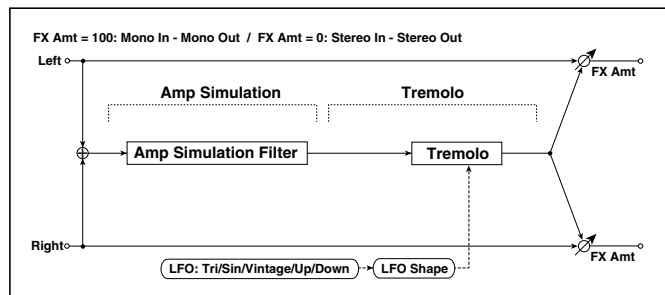 FX Amt = 100: Mono In - Mono Out / FX Amt = 0: Stereo In - Stereo Out
Left
FX Amt
Amp Simulation
Tremolo
Amp Simulation Filter
Tremolo
Right
FX Amt
LFO: Tri/Sin/Vintage/Up/Down
LFO Shape